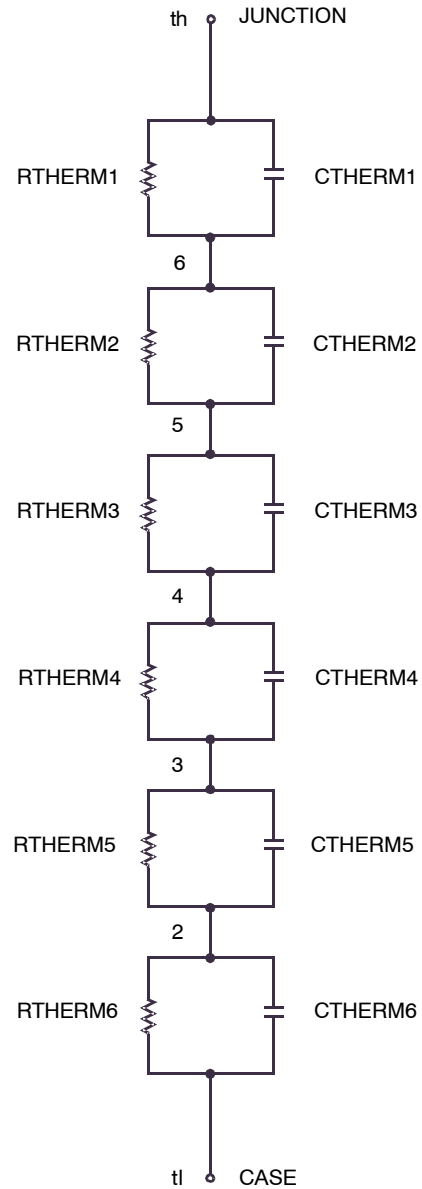 th JUNCTION
RTHERM1 CTHERM1
6
RTHERM2 CTHERM2
5
RTHERM3 CTHERM3
4
RTHERM4 CTHERM4
3
RTHERM5 CTHERM5
2
RTHERM6 CTHERM6
tl CASE